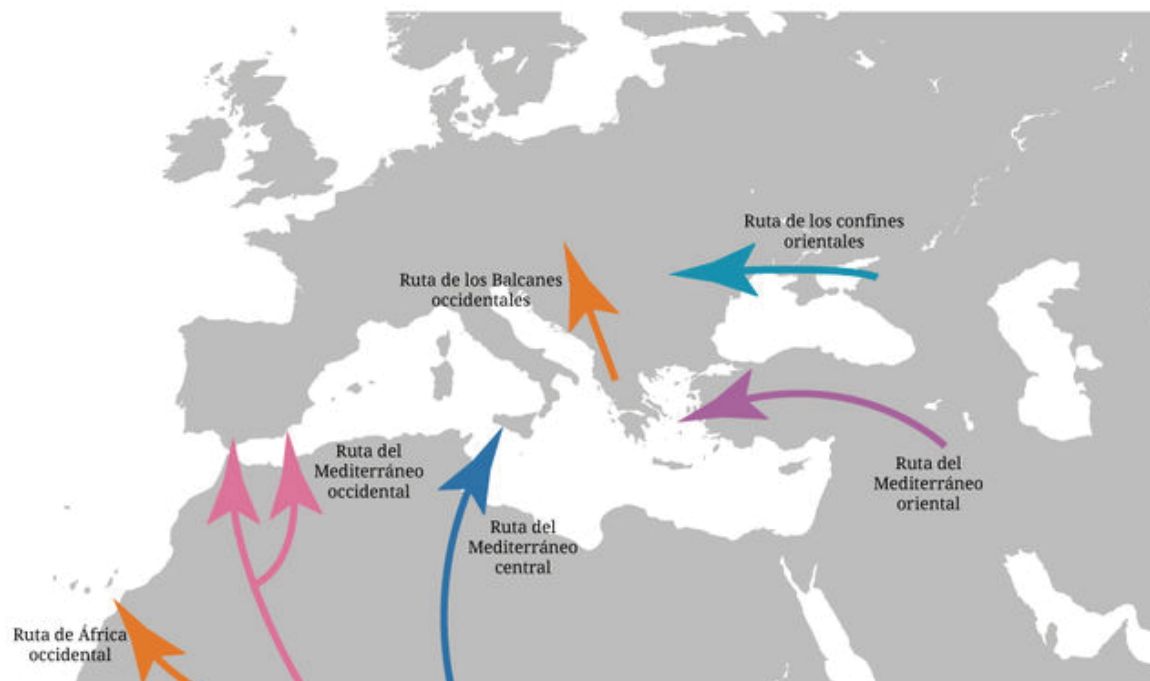 Ruta de los confines
orientales
Ruta de los Balcanes
occidentales
Ruta del
Mediterráneo
occidental
Ruta del
Mediterráneo
oriental
Ruta del
Mediterráneo
central
Ruta de África
occidental